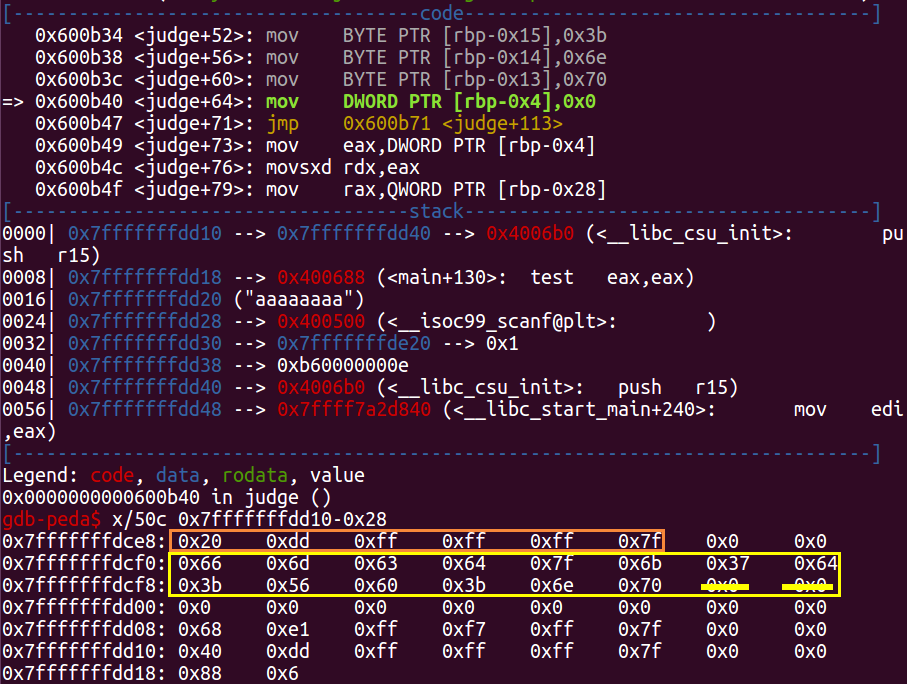 [-------------------------------------code-------------------------------------]
   0x600b34 <judge+52>: mov    BYTE PTR [rbp-0x15],0x3b
   0x600b38 <judge+56>: mov    BYTE PTR [rbp-0x14],0x6e
   0x600b3c <judge+60>: mov    BYTE PTR [rbp-0x13],0x70
=> 0x600b40 <judge+64>: mov    DWORD PTR [rbp-0x4],0x0
   0x600b47 <judge+71>: jmp    0x600b71 <judge+113>
   0x600b49 <judge+73>: mov    eax,DWORD PTR [rbp-0x4]
   0x600b4c <judge+76>: movsxd rdx,eax
   0x600b4f <judge+79>: mov    rax,QWORD PTR [rbp-0x28]
[------------------------------------stack-------------------------------------]
0000| 0x7fffffffdd10 --> 0x7fffffffdd40 --> 0x4006b0 (<__libc_csu_init>:        pu
sh   r15)
0008| 0x7fffffffdd18 --> 0x400688 (<main+130>:  test   eax,eax)
0016| 0x7fffffffdd20 ("aaaaaaaa")
0024| 0x7fffffffdd28 --> 0x400500 (<__isoc99_scanf@plt>:        )
0032| 0x7fffffffdd30 --> 0x7fffffffde20 --> 0x1
0040| 0x7fffffffdd38 --> 0xb60000000e
0048| 0x7fffffffdd40 --> 0x4006b0 (<__libc_csu_init>:   push   r15)
0056| 0x7fffffffdd48 --> 0x7ffff7a2d840 (<__libc_start_main+240>:       mov    edi
,eax)
[------------------------------------------------------------------------------]
Legend: code, data, rodata, value
0x0000000000600b40 in judge ()
gdb-peda$ x/50c 0x7fffffffdd10-0x28
0x7fffffffdce8: 0x20    0xdd    0xff    0xff    0xff    0x7f    0x0     0x0
0x7fffffffdcf0: 0x66    0x6d    0x63    0x64    0x7f    0x6b    0x37    0x64
0x7fffffffdcf8: 0x3b    0x56    0x60    0x3b    0x6e    0x70    0x0     0x0
0x7fffffffdd00: 0x0     0x0     0x0     0x0     0x0     0x0     0x0     0x0
0x7fffffffdd08: 0x68    0xe1    0xff    0xf7    0xff    0x7f    0x0     0x0
0x7fffffffdd10: 0x40    0xdd    0xff    0xff    0xff    0x7f    0x0     0x0
0x7fffffffdd18: 0x88    0x6